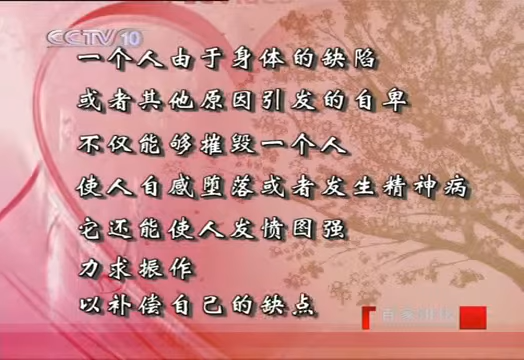 CCTV 10
一个人由于身体的缺陷
或者其他原因引发的自卑
不仅能够摧毁一个人
使人自感堕落或者发生精神病
它还能使人发愤图强
力求振作
以补偿自己的缺点